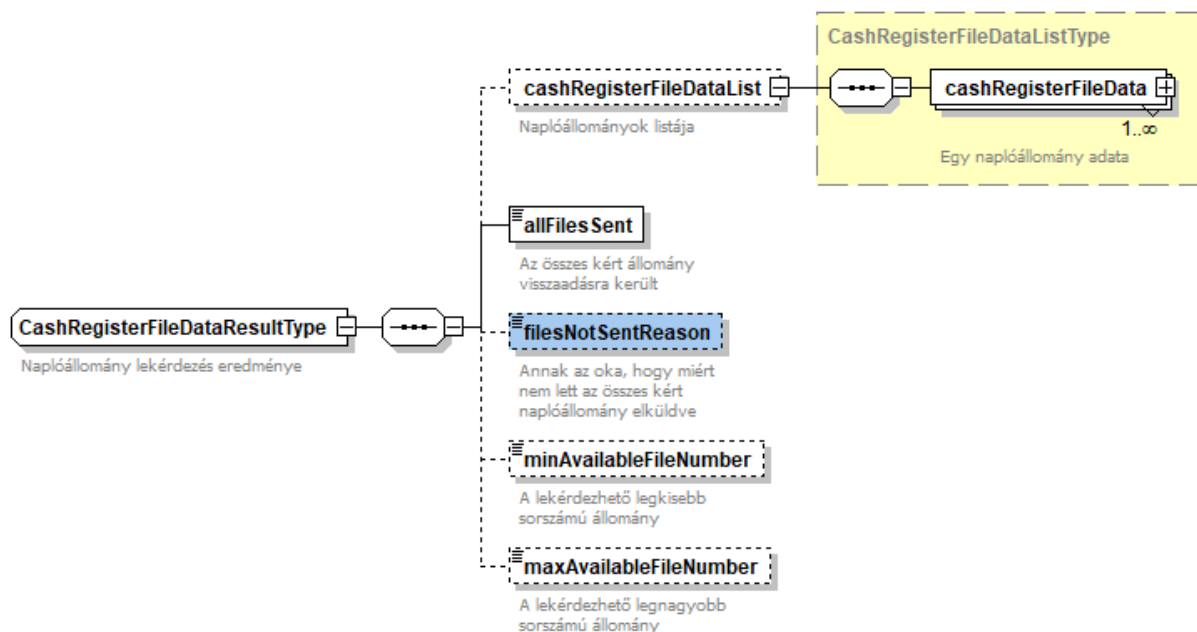 CashRegisterFileDataListType
cashRegisterFileDataList
cashRegisterFileData
Naplóállományok listája
1..∞
Egy naplóállomány adata
allFilesSent
Az összes kért állomány
visszaadásra került
CashRegisterFileDataResultType
Naplóállomány lekérdezés eredménye
filesNotSentReason
Annak az oka, hogy miért
nem lett az összes kért
naplóállomány elküldve
minAvailableFileNumber
A lekérdezhető legkisebb
sorszámú állomány
maxAvailableFileNumber
A lekérdezhető legnagyobb
sorszámú állomány